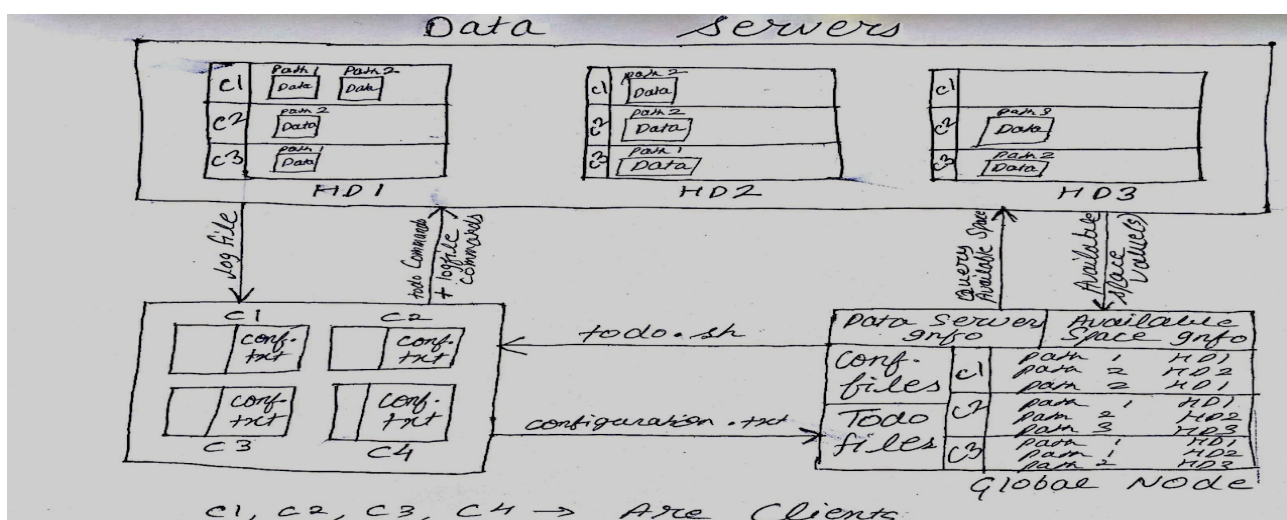 Data Servers
C1 Path 1 Path 2
Data Data
C2 path 2
Data
C3 path 1
Data
HD1
C1 path 2
Data
C2 path 2
Data
C3 path 1
Data
HD2
C1
C2 path 3
Data
C3 path 2
Data
HD3
log file
todo Commands
+ logfile
commands
Query
Available Space
Available
Space
Value(s)
C1 C2
conf.
txt
conf.
txt
conf.
txt
conf.
txt
C3 C4
todo.sh
configuration.txt
Data Server
Info
Available
Space Info
Conf.
files
Todo
files
C1 path 1 HD1
path 2 HD2
path 2 HD1
C2 path 1 HD1
path 2 HD2
path 3 HD3
C3 path 1 HD1
path 1 HD2
path 2 HD3
Global Node
C1, C2, C3, C4 → Are Clients